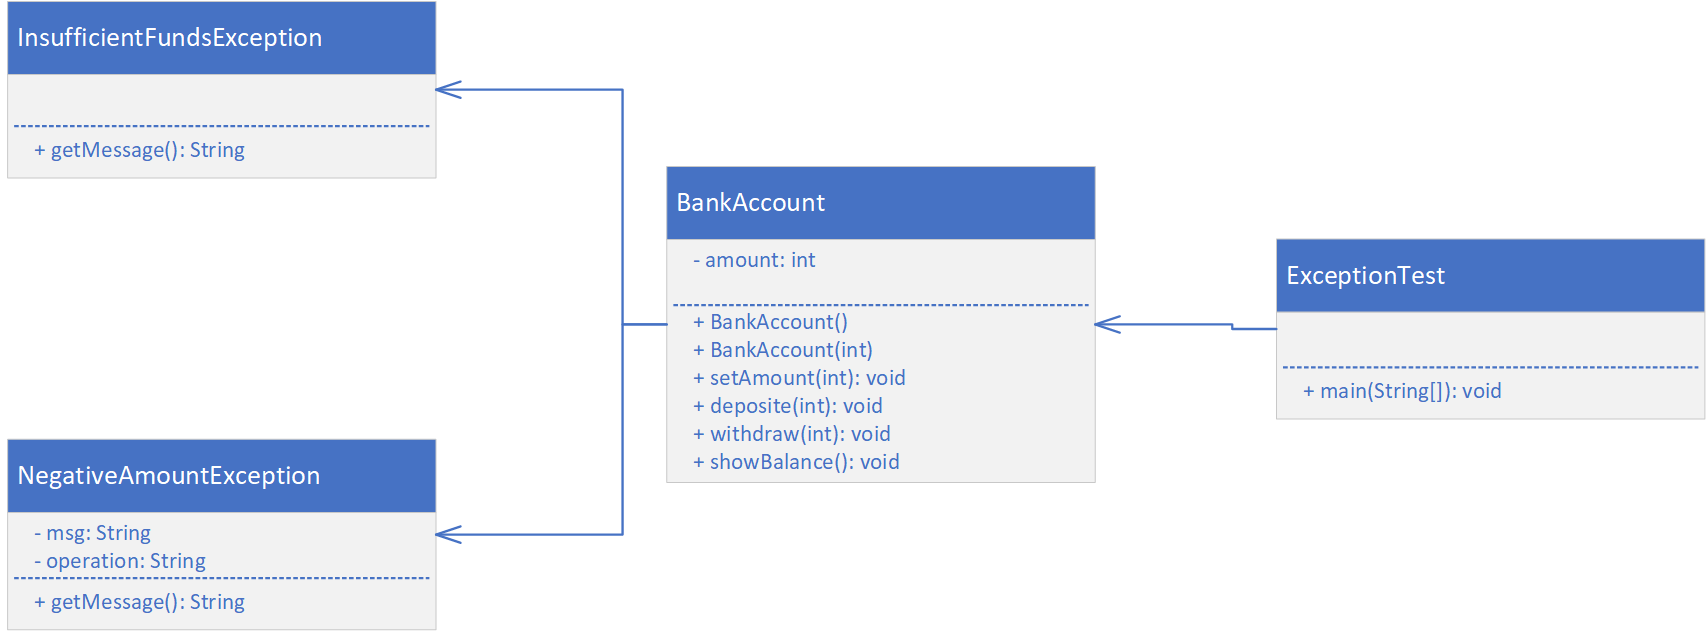 InsufficientFundsException
+ getMessage(): String
BankAccount
- amount: int
+ BankAccount()
+ BankAccount(int)
+ setAmount(int): void
+ deposite(int): void
+ withdraw(int): void
+ showBalance(): void
ExceptionTest
+ main(String[]): void
NegativeAmountException
- msg: String
- operation: String
+ getMessage(): String